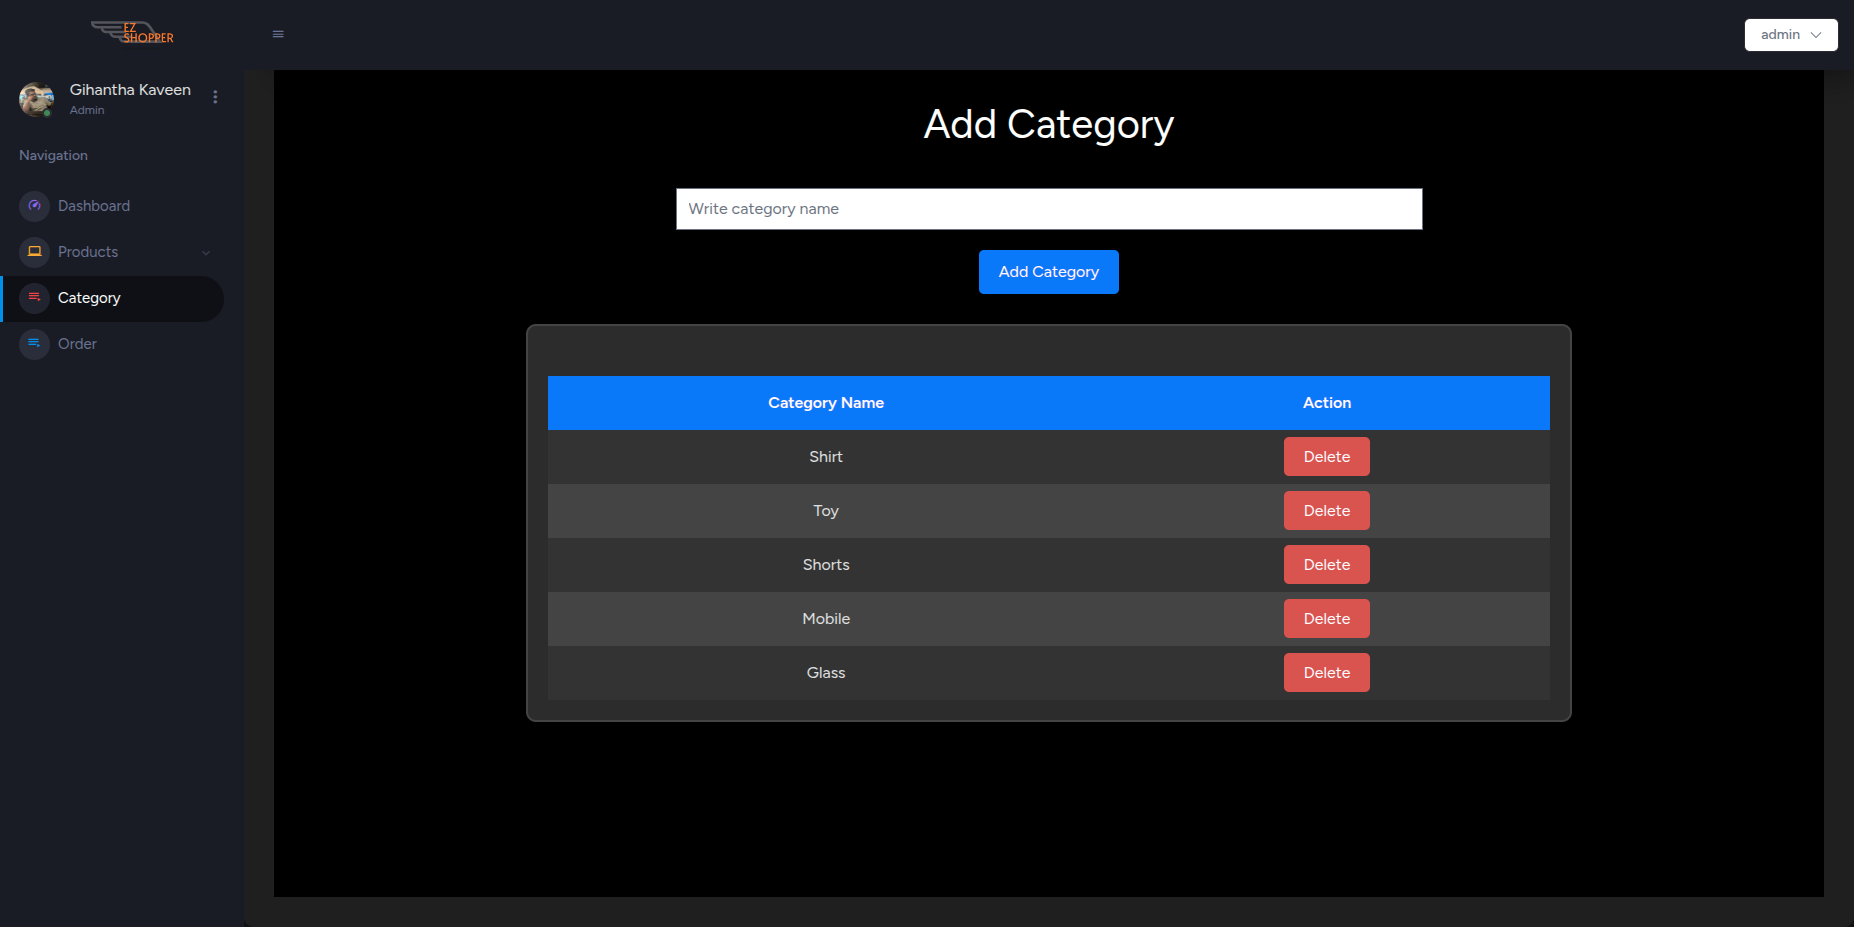 EZ
SHOPPER
admin
Gihantha Kaveen
Admin
Navigation
Dashboard
Products
Category
Order
Add Category
Write category name
Add Category
Category Name Action
Shirt Delete
Toy Delete
Shorts Delete
Mobile Delete
Glass Delete